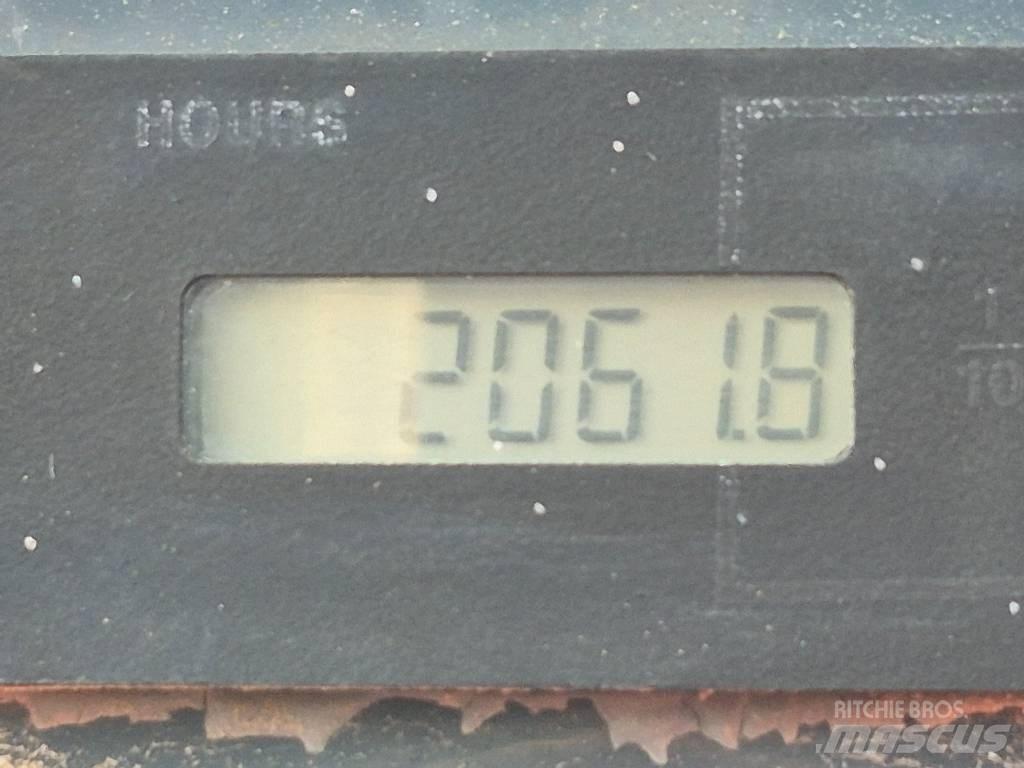 HOURS
2061.8
1
10
RITCHIE BROS.
MASCUS